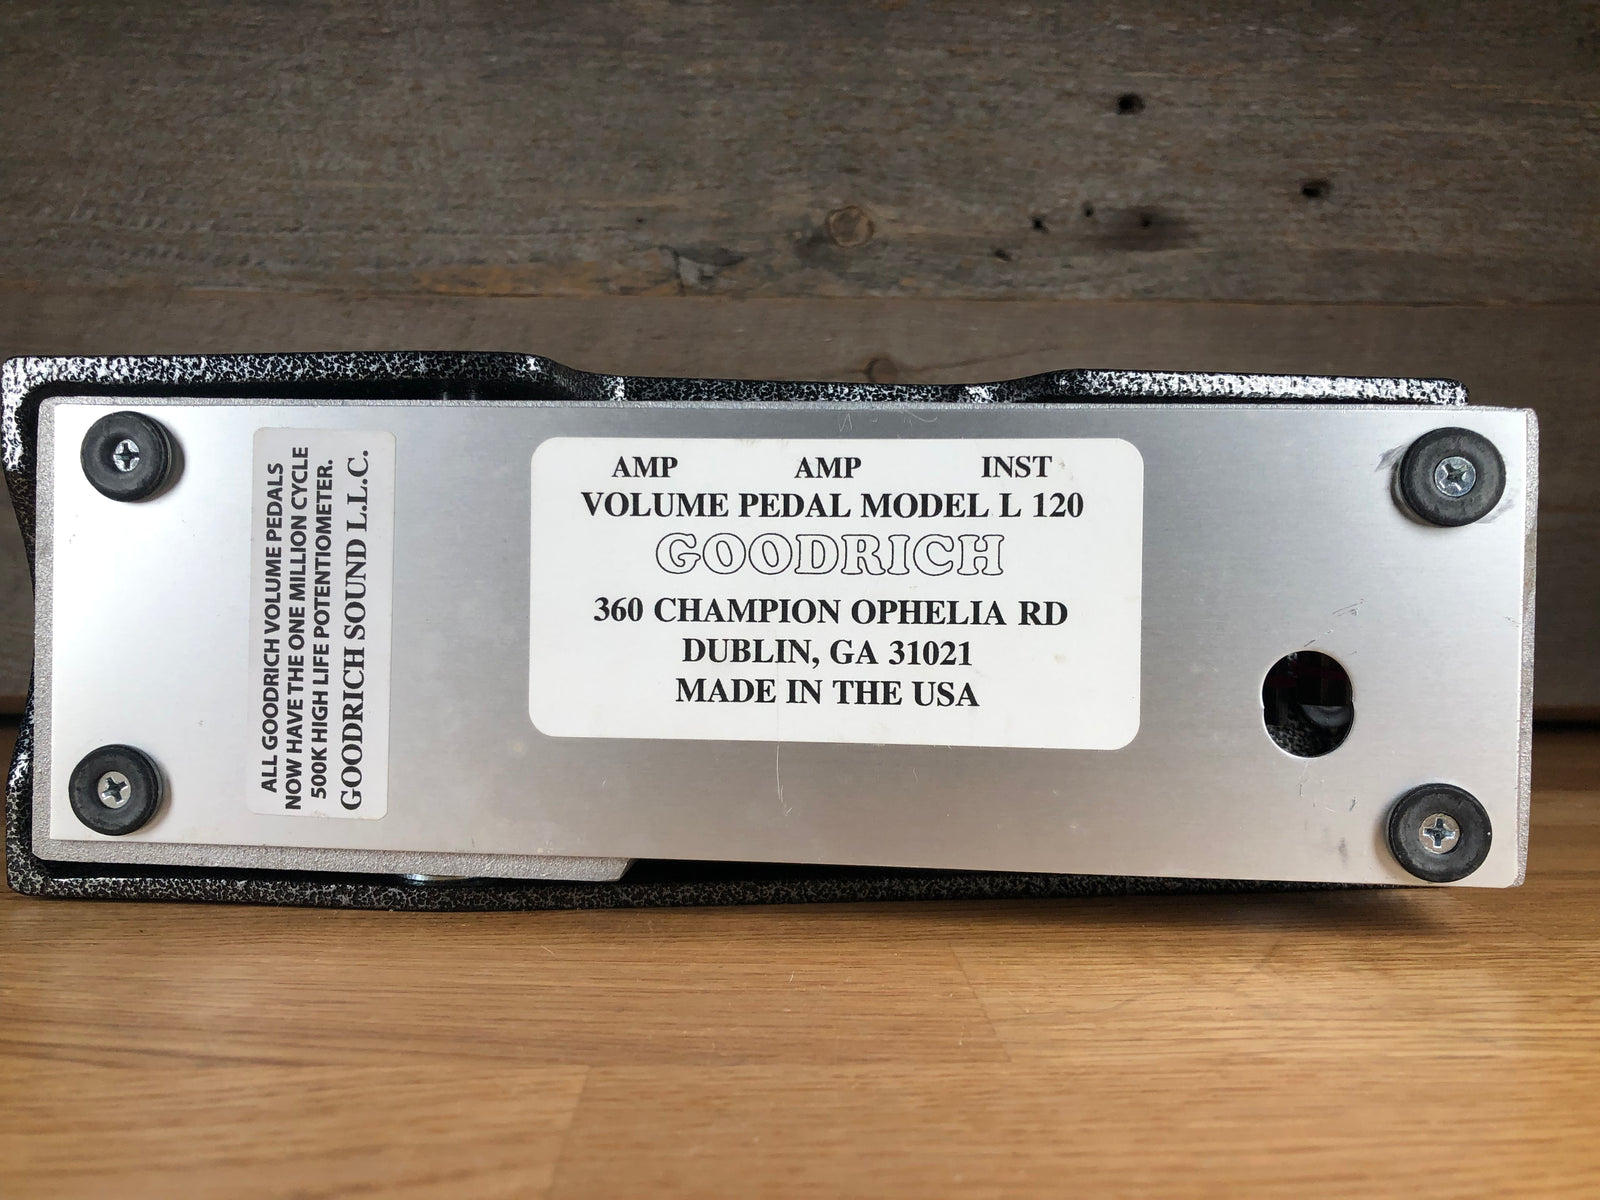 ALL GOODRICH VOLUME PEDALS
NOW HAVE THE ONE MILLION CYCLE
500K HIGH LIFE POTENTIOMETER.
GOODRICH SOUND L.L.C.
AMP AMP INST
VOLUME PEDAL MODEL L 120
GOODRICH
360 CHAMPION OPHELIA RD
DUBLIN, GA 31021
MADE IN THE USA